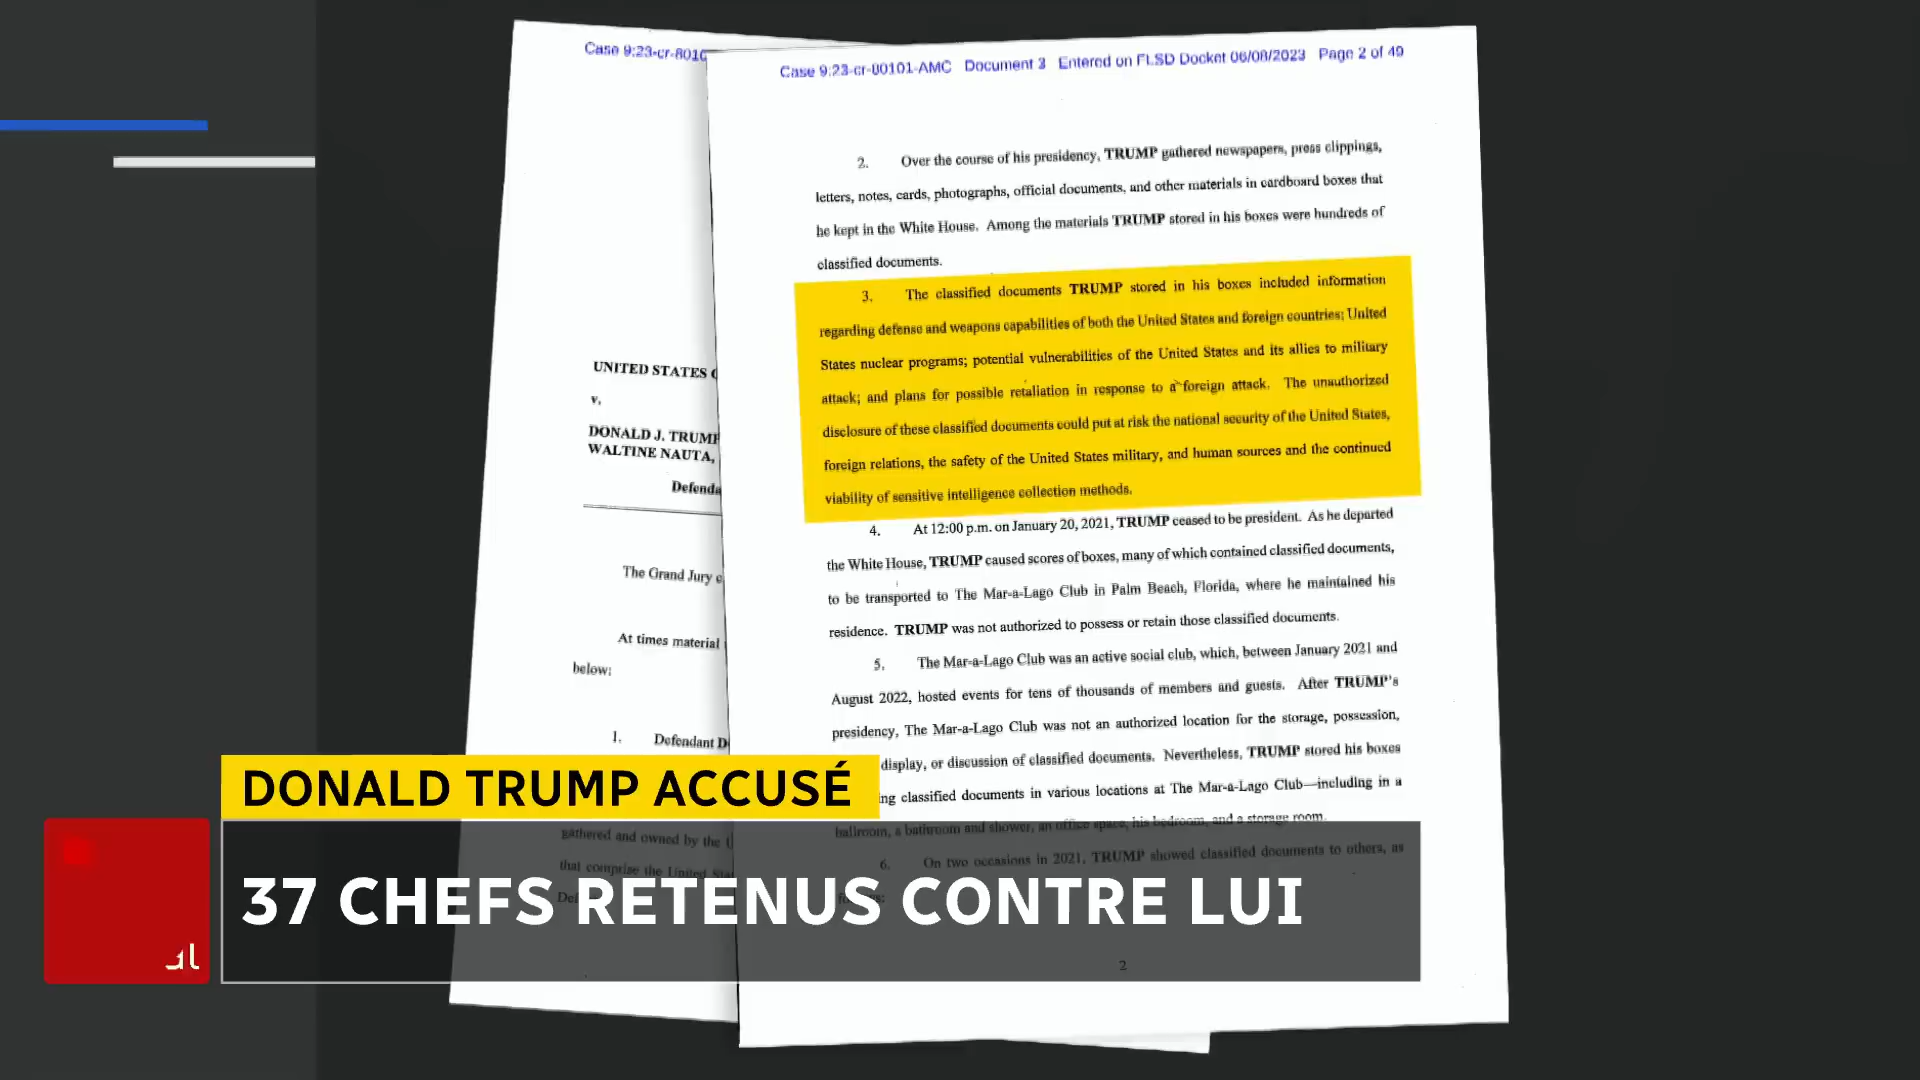 Case 9:23-cr-8010
UNITED STATES
v.
DONALD J. TRUMP
WALTINE NAUTA,
Defenda
The Grand Jury c
At times material
below:
1. Defendant D
gathered and owned by the U
that comprise the United Sta
Def
Case 9:23-cr-80101-AMC Document 3 Entered on FLSD Docket 06/08/2023 Page 2 of 49
2. Over the course of his presidency, TRUMP gathered newspapers, press clippings,
letters, notes, cards, photographs, official documents, and other materials in cardboard boxes that
he kept in the White House. Among the materials TRUMP stored in his boxes were hundreds of
classified documents.
3. The classified documents TRUMP stored in his boxes included information
regarding defense and weapons capabilities of both the United States and foreign countries; United
States nuclear programs; potential vulnerabilities of the United States and its allies to military
attack; and plans for possible retaliation in response to a foreign attack. The unauthorized
disclosure of these classified documents could put at risk the national security of the United States,
foreign relations, the safety of the United States military, and human sources and the continued
viability of sensitive intelligence collection methods.
4. At 12:00 p.m. on January 20, 2021, TRUMP ceased to be president. As he departed
the White House, TRUMP caused scores of boxes, many of which contained classified documents,
to be transported to The Mar-a-Lago Club in Palm Beach, Florida, where he maintained his
residence. TRUMP was not authorized to possess or retain those classified documents.
5. The Mar-a-Lago Club was an active social club, which, between January 2021 and
August 2022, hosted events for tens of thousands of members and guests. After TRUMP's
presidency, The Mar-a-Lago Club was not an authorized location for the storage, possession,
display, or discussion of classified documents. Nevertheless, TRUMP stored his boxes
ng classified documents in various locations at The Mar-a-Lago Club—including in a
ballroom, a bathroom and shower, an office space, his bedroom, and a storage room.
6. On two occasions in 2021, TRUMP showed classified documents to others, as
2
DONALD TRUMP ACCUSÉ
37 CHEFS RETENUS CONTRE LUI